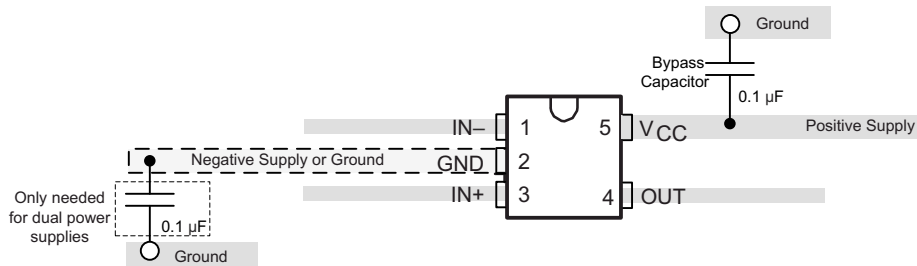 Ground
Bypass
Capacitor
0.1 µF
IN–
1
5
VCC
Positive Supply
Negative Supply or Ground
GND
2
IN+
3
4
OUT
Only needed
for dual power
supplies
0.1 µF
Ground